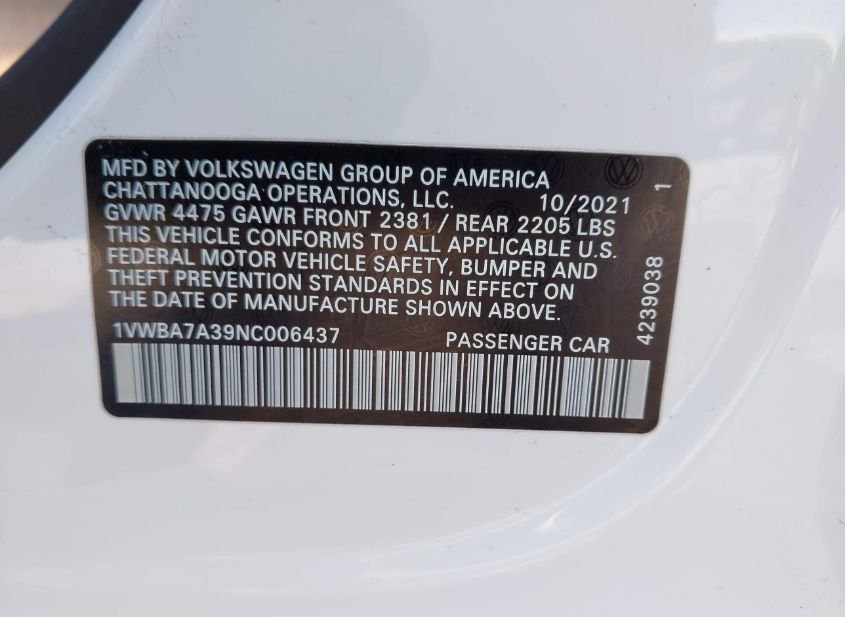 MFD BY VOLKSWAGEN GROUP OF AMERICA
CHATTANOOGA OPERATIONS, LLC. 10/2021
GVWR 4475 GAWR FRONT 2381 / REAR 2205 LBS
THIS VEHICLE CONFORMS TO ALL APPLICABLE U.S.
FEDERAL MOTOR VEHICLE SAFETY, BUMPER AND
THEFT PREVENTION STANDARDS IN EFFECT ON
THE DATE OF MANUFACTURE SHOWN ABOVE.
1VWBA7A39NC006437 PASSENGER CAR
4239038
1